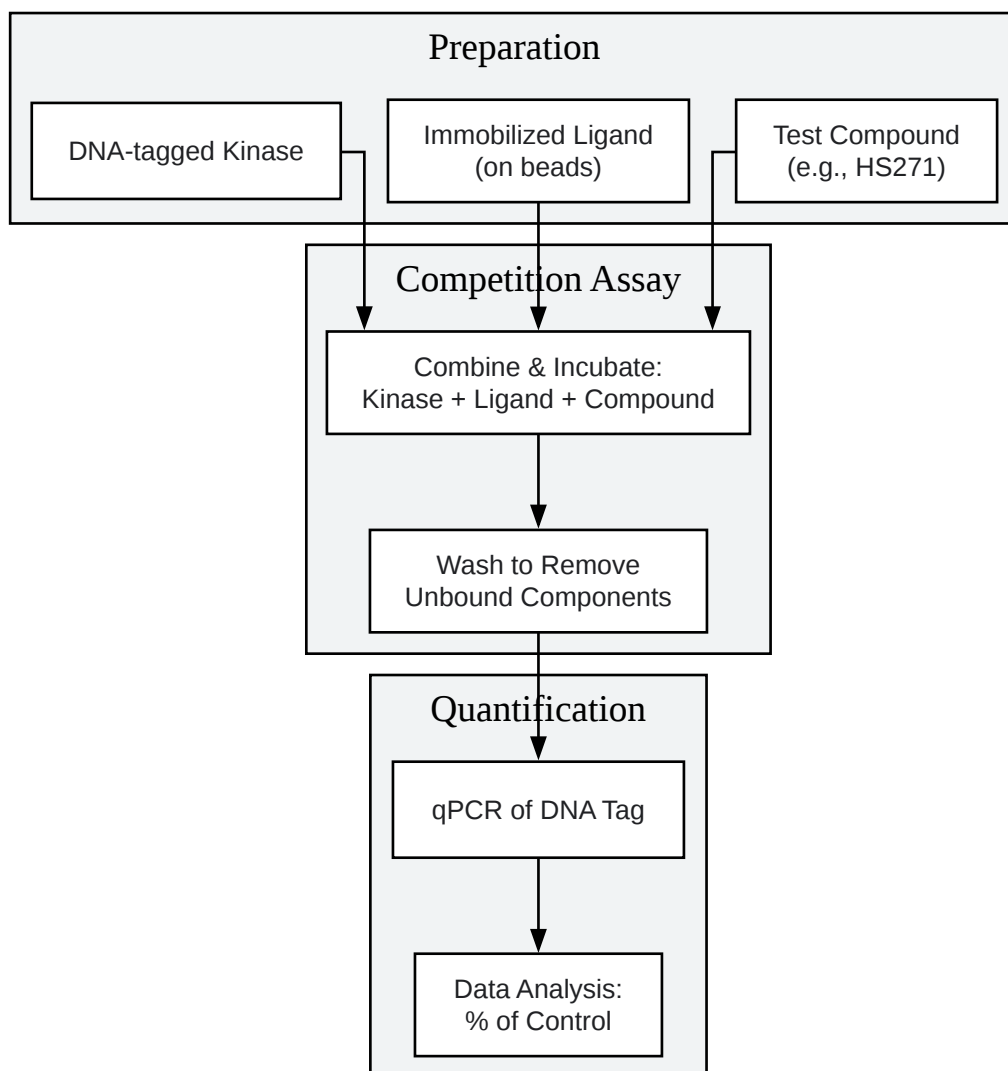 Preparation
DNA-tagged Kinase
Immobilized Ligand
(on beads)
Test Compound
(e.g., HS271)
Competition Assay
Combine & Incubate:
Kinase + Ligand + Compound
Wash to Remove
Unbound Components
Quantification
qPCR of DNA Tag
Data Analysis:
% of Control